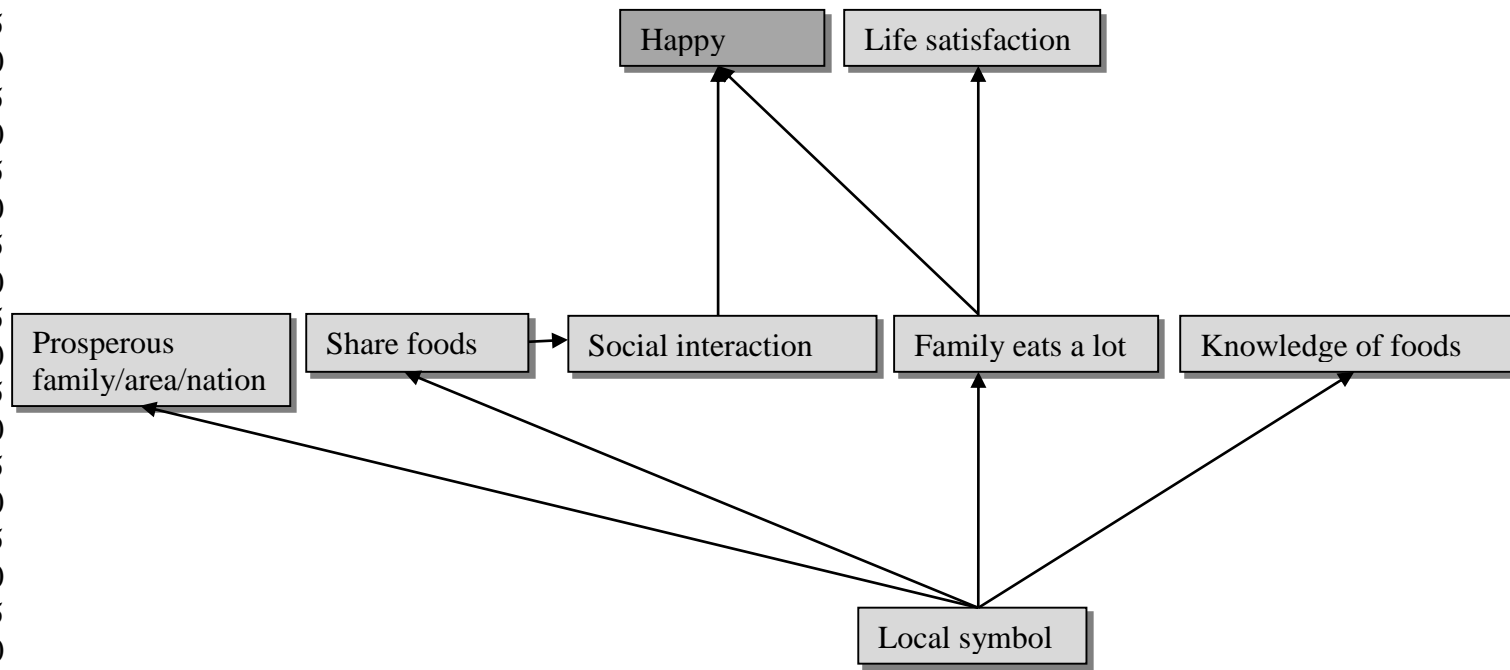 Happy
Life satisfaction
Prosperous
family/area/nation
Share foods
Social interaction
Family eats a lot
Knowledge of foods
Local symbol